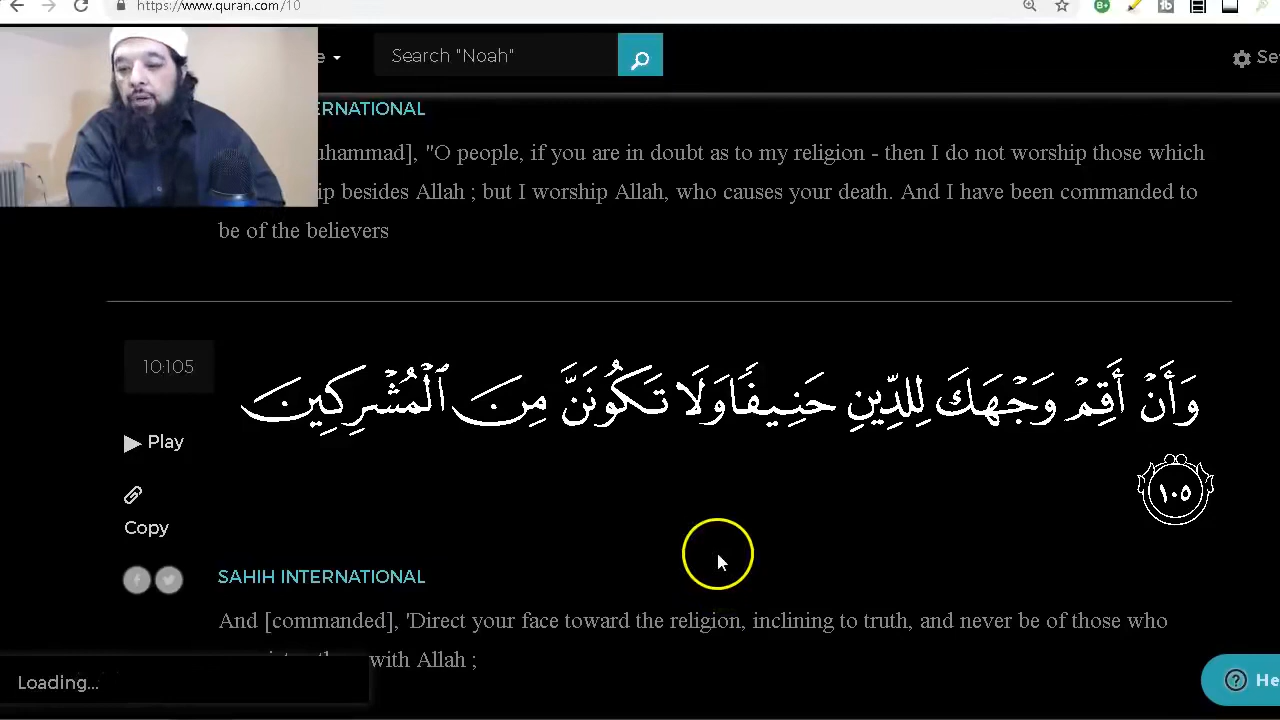 https://www.quran.com/10
Search "Noah"
ERNATIONAL
uhammad], "O people, if you are in doubt as to my religion - then I do not worship those which
ip besides Allah ; but I worship Allah, who causes your death. And I have been commanded to
be of the believers
10:105
وَأَنْ أَقِمْ وَجْهَكَ لِلدِّينِ حَنِيفًا وَلَا تَكُونَنَّ مِنَ ٱلْمُشْرِكِينَ
١٠٥
Play
Copy
SAHIH INTERNATIONAL
And [commanded], 'Direct your face toward the religion, inclining to truth, and never be of those who
with Allah ;
Loading...